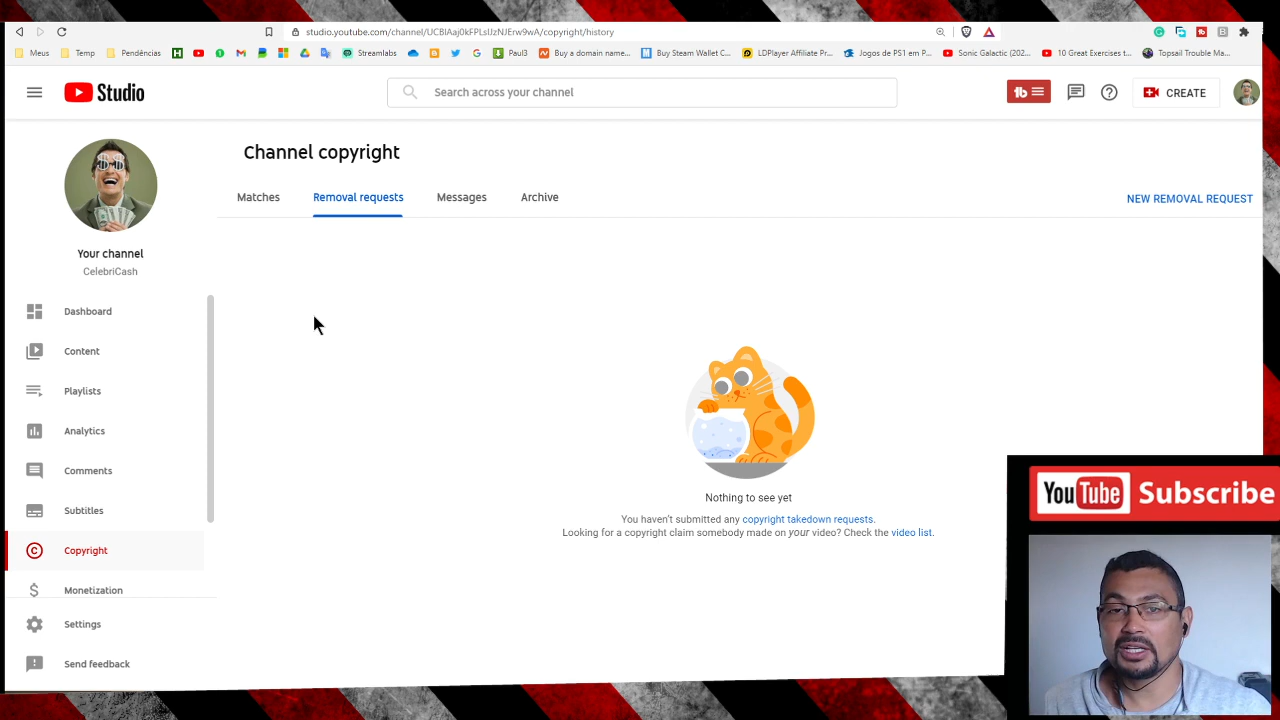 studio.youtube.com/channel/UCBlAaj0kFPLsIJzNJErw9wA/copyright/history
Meus
Temp
Pendências
Streamlabs
Paul3
Buy a domain name...
Buy Steam Wallet C...
LDPlayer Affiliate Pr...
Jogos de PS1 em P...
Sonic Galactic (202...
10 Great Exercises t...
Topsail Trouble Ma...
Studio
Search across your channel
CREATE
Channel copyright
Matches
Removal requests
Messages
Archive
NEW REMOVAL REQUEST
Your channel
CelebriCash
Dashboard
Content
Playlists
Analytics
Comments
Subtitles
Copyright
Monetization
Settings
Send feedback
Nothing to see yet
You haven't submitted any copyright takedown requests.
Looking for a copyright claim somebody made on your video? Check the video list.
YouTube Subscribe